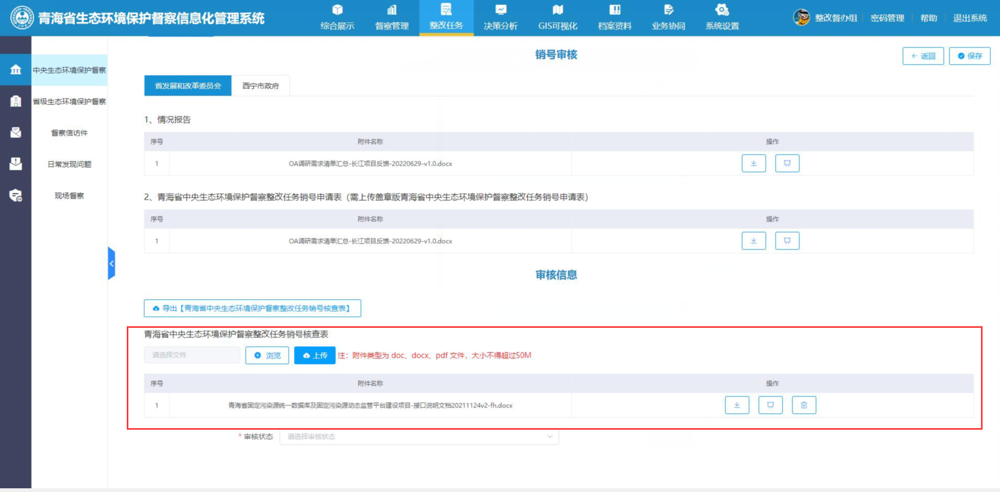 青海省生态环境保护督察信息化管理系统
综合展示 督察管理 整改任务 决策分析 GIS可视化 档案资料 业务协同 系统设置
整改督办组 密码管理 帮助 退出系统
中央生态环境保护督察
省级生态环境保护督察
督察信访件
日常发现问题
现场督察
销号审核
返回 保存
省发展和改革委员会 西宁市政府
1、情况报告
序号 附件名称 操作
1 OA调研需求清单汇总-长江项目反馈-20220629-v1.0.docx
2、青海省中央生态环境保护督察整改任务销号申请表（需上传盖章版青海省中央生态环境保护督察整改任务销号申请表）
序号 附件名称 操作
1 OA调研需求清单汇总-长江项目反馈-20220629-v1.0.docx
审核信息
导出【青海省中央生态环境保护督察整改任务销号核查表】
青海省中央生态环境保护督察整改任务销号核查表
请选择文件 浏览 上传 注：附件类型为 doc、docx、pdf 文件，大小不得超过50M
序号 附件名称 操作
1 青海省固定污染源统一数据库及固定污染源动态监管平台建设项目-接口说明文档20211124v2-fh.docx
* 审核状态 请选择审核状态